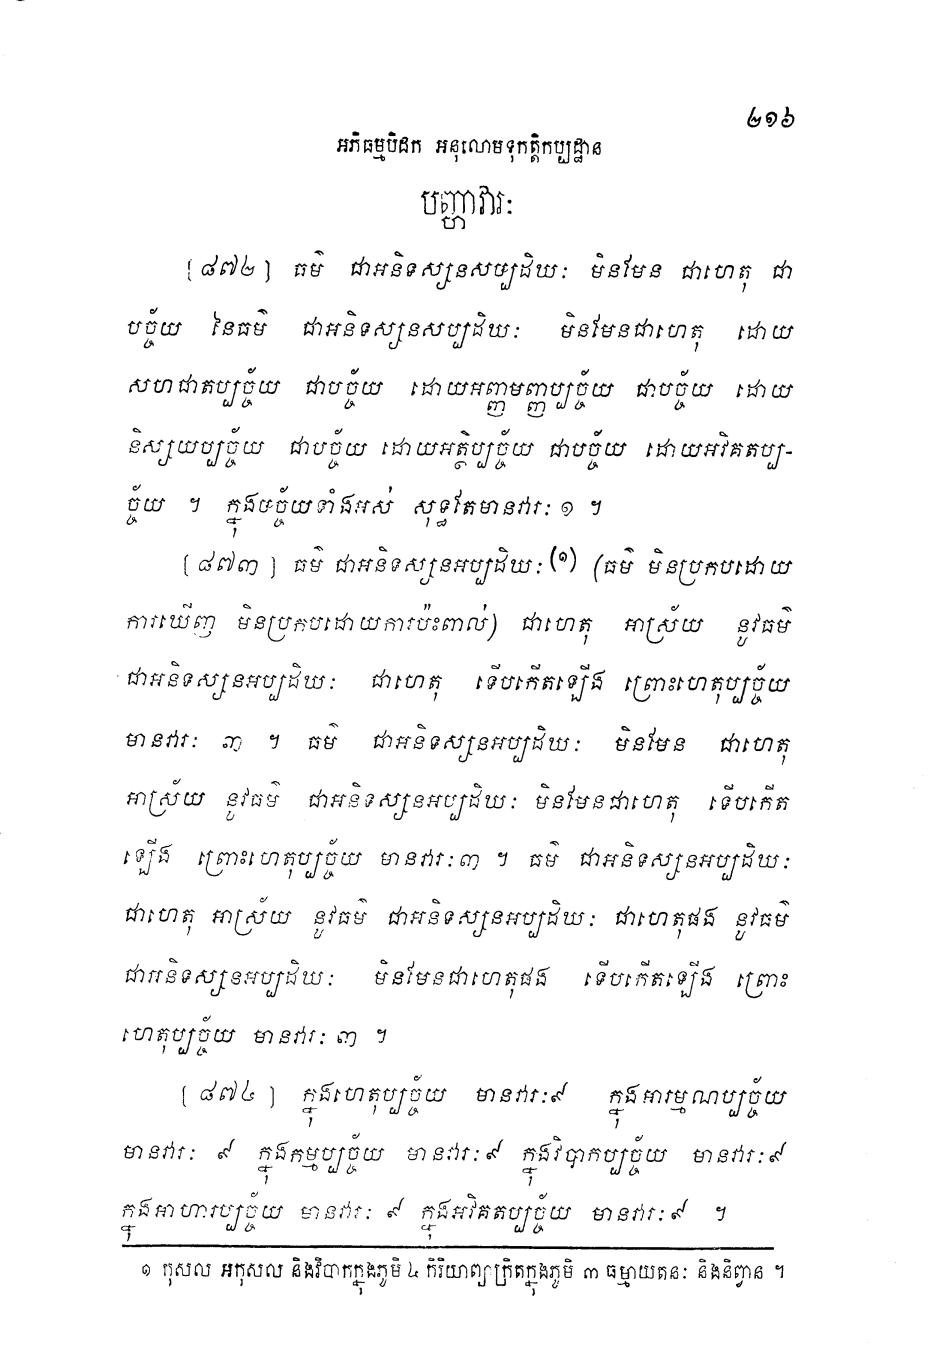 ២១៦
អភិធម្មបិដក អនុលោមទុកត្តិកប្បដ្ឋាន
បញ្ហាវារៈ
[៨៧២] ធម៌ ជាអនិទស្សនសប្បដិឃៈ មិនមែន ជាហេតុ ជា
បច្ច័យ នៃធម៌ ជាអនិទស្សនសប្បដិឃៈ មិនមែនជាហេតុ ដោយ
សហជាតប្បច្ច័យ ជាបច្ច័យ ដោយអញ្ញមញ្ញប្បច្ច័យ ជាបច្ច័យ ដោយ
និស្សយប្បច្ច័យ ជាបច្ច័យ ដោយអត្ថិប្បច្ច័យ ជាបច្ច័យ ដោយអវិគតប្ប-
ច្ច័យ ។ ក្នុងបច្ច័យទាំងអស់ សុទ្ធតែមានវារៈ ១ ។
[៨៧៣] ធម៌ ជាអនិទស្សនអប្បដិឃៈ(១) (ធម៌ មិនប្រកបដោយ
ការឃើញ មិនប្រកបដោយការប៉ះពាល់) ជាហេតុ អាស្រ័យ នូវធម៌
ជាអនិទស្សនអប្បដិឃៈ ជាហេតុ ទើបកើតឡើង ព្រោះហេតុប្បច្ច័យ
មានវារៈ ៣ ។ ធម៌ ជាអនិទស្សនអប្បដិឃៈ មិនមែន ជាហេតុ
អាស្រ័យ នូវធម៌ ជាអនិទស្សនអប្បដិឃៈ មិនមែនជាហេតុ ទើបកើត
ឡើង ព្រោះហេតុប្បច្ច័យ មានវារៈ៣ ។ ធម៌ ជាអនិទស្សនអប្បដិឃៈ
ជាហេតុ អាស្រ័យ នូវធម៌ ជាអនិទស្សនអប្បដិឃៈ ជាហេតុផង នូវធម៌
ជាអនិទស្សនអប្បដិឃៈ មិនមែនជាហេតុផង ទើបកើតឡើង ព្រោះ
ហេតុប្បច្ច័យ មានវារៈ ៣ ។
[៨៧៤] ក្នុងហេតុប្បច្ច័យ មានវារៈ៩ ក្នុងអារម្មណប្បច្ច័យ
មានវារៈ ៩ ក្នុងកម្មប្បច្ច័យ មានវារៈ៩ ក្នុងវិបាកប្បច្ច័យ មានវារៈ៩
ក្នុងអាហារប្បច្ច័យ មានវារៈ ៩ ក្នុងអវិគតប្បច្ច័យ មានវារៈ៩ ។
១ កុសល អកុសល និងវិបាកក្នុងភូមិ ៤ កិរិយាព្យាក្រិតក្នុងភូមិ ៣ ធម្មាយតនៈ និងនិព្វាន ។